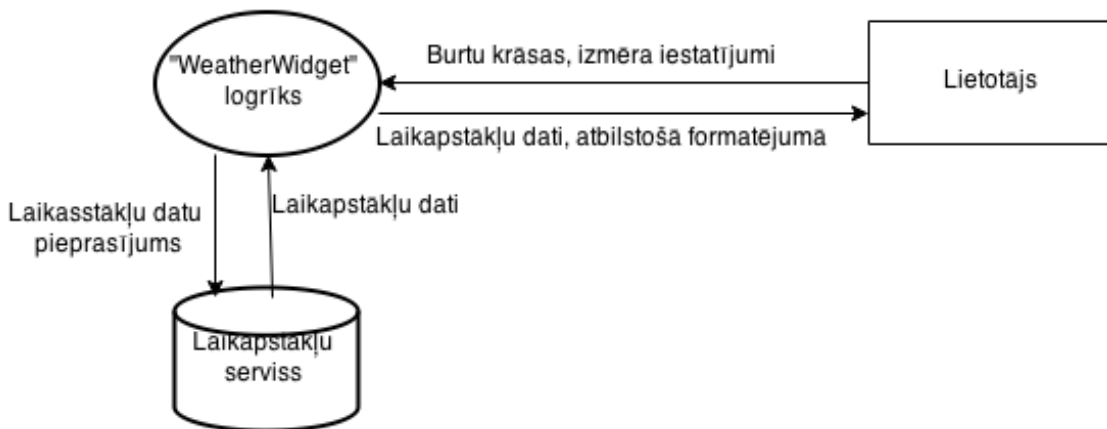 "WeatherWidget"
logrīks
Burtu krāsas, izmēra iestatījumi
Lietotājs
Laikapstākļu dati, atbilstošā formatējumā
Laikasstākļu datu
pieprasījums
Laikapstākļu dati
Laikapstākļu
serviss